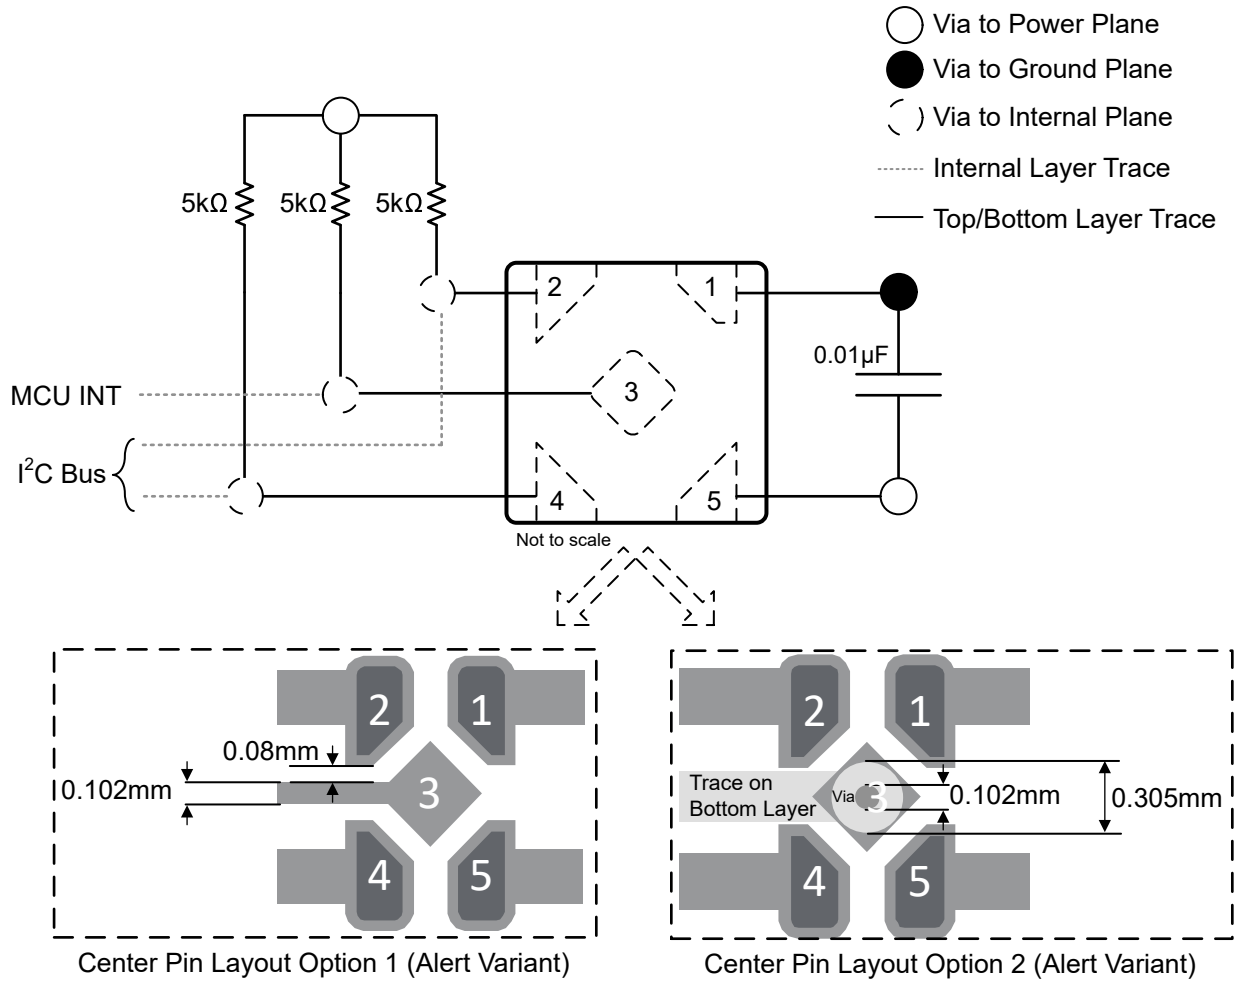 Via to Power Plane
Via to Ground Plane
Via to Internal Plane
Internal Layer Trace
Top/Bottom Layer Trace
5kΩ
5kΩ
5kΩ
2
1
0.01µF
MCU INT
3
I²C Bus
4
5
Not to scale
2
1
0.08mm
0.102mm
3
4
5
Center Pin Layout Option 1 (Alert Variant)
2
1
Trace on
Bottom Layer
Via
3
0.102mm
0.305mm
4
5
Center Pin Layout Option 2 (Alert Variant)